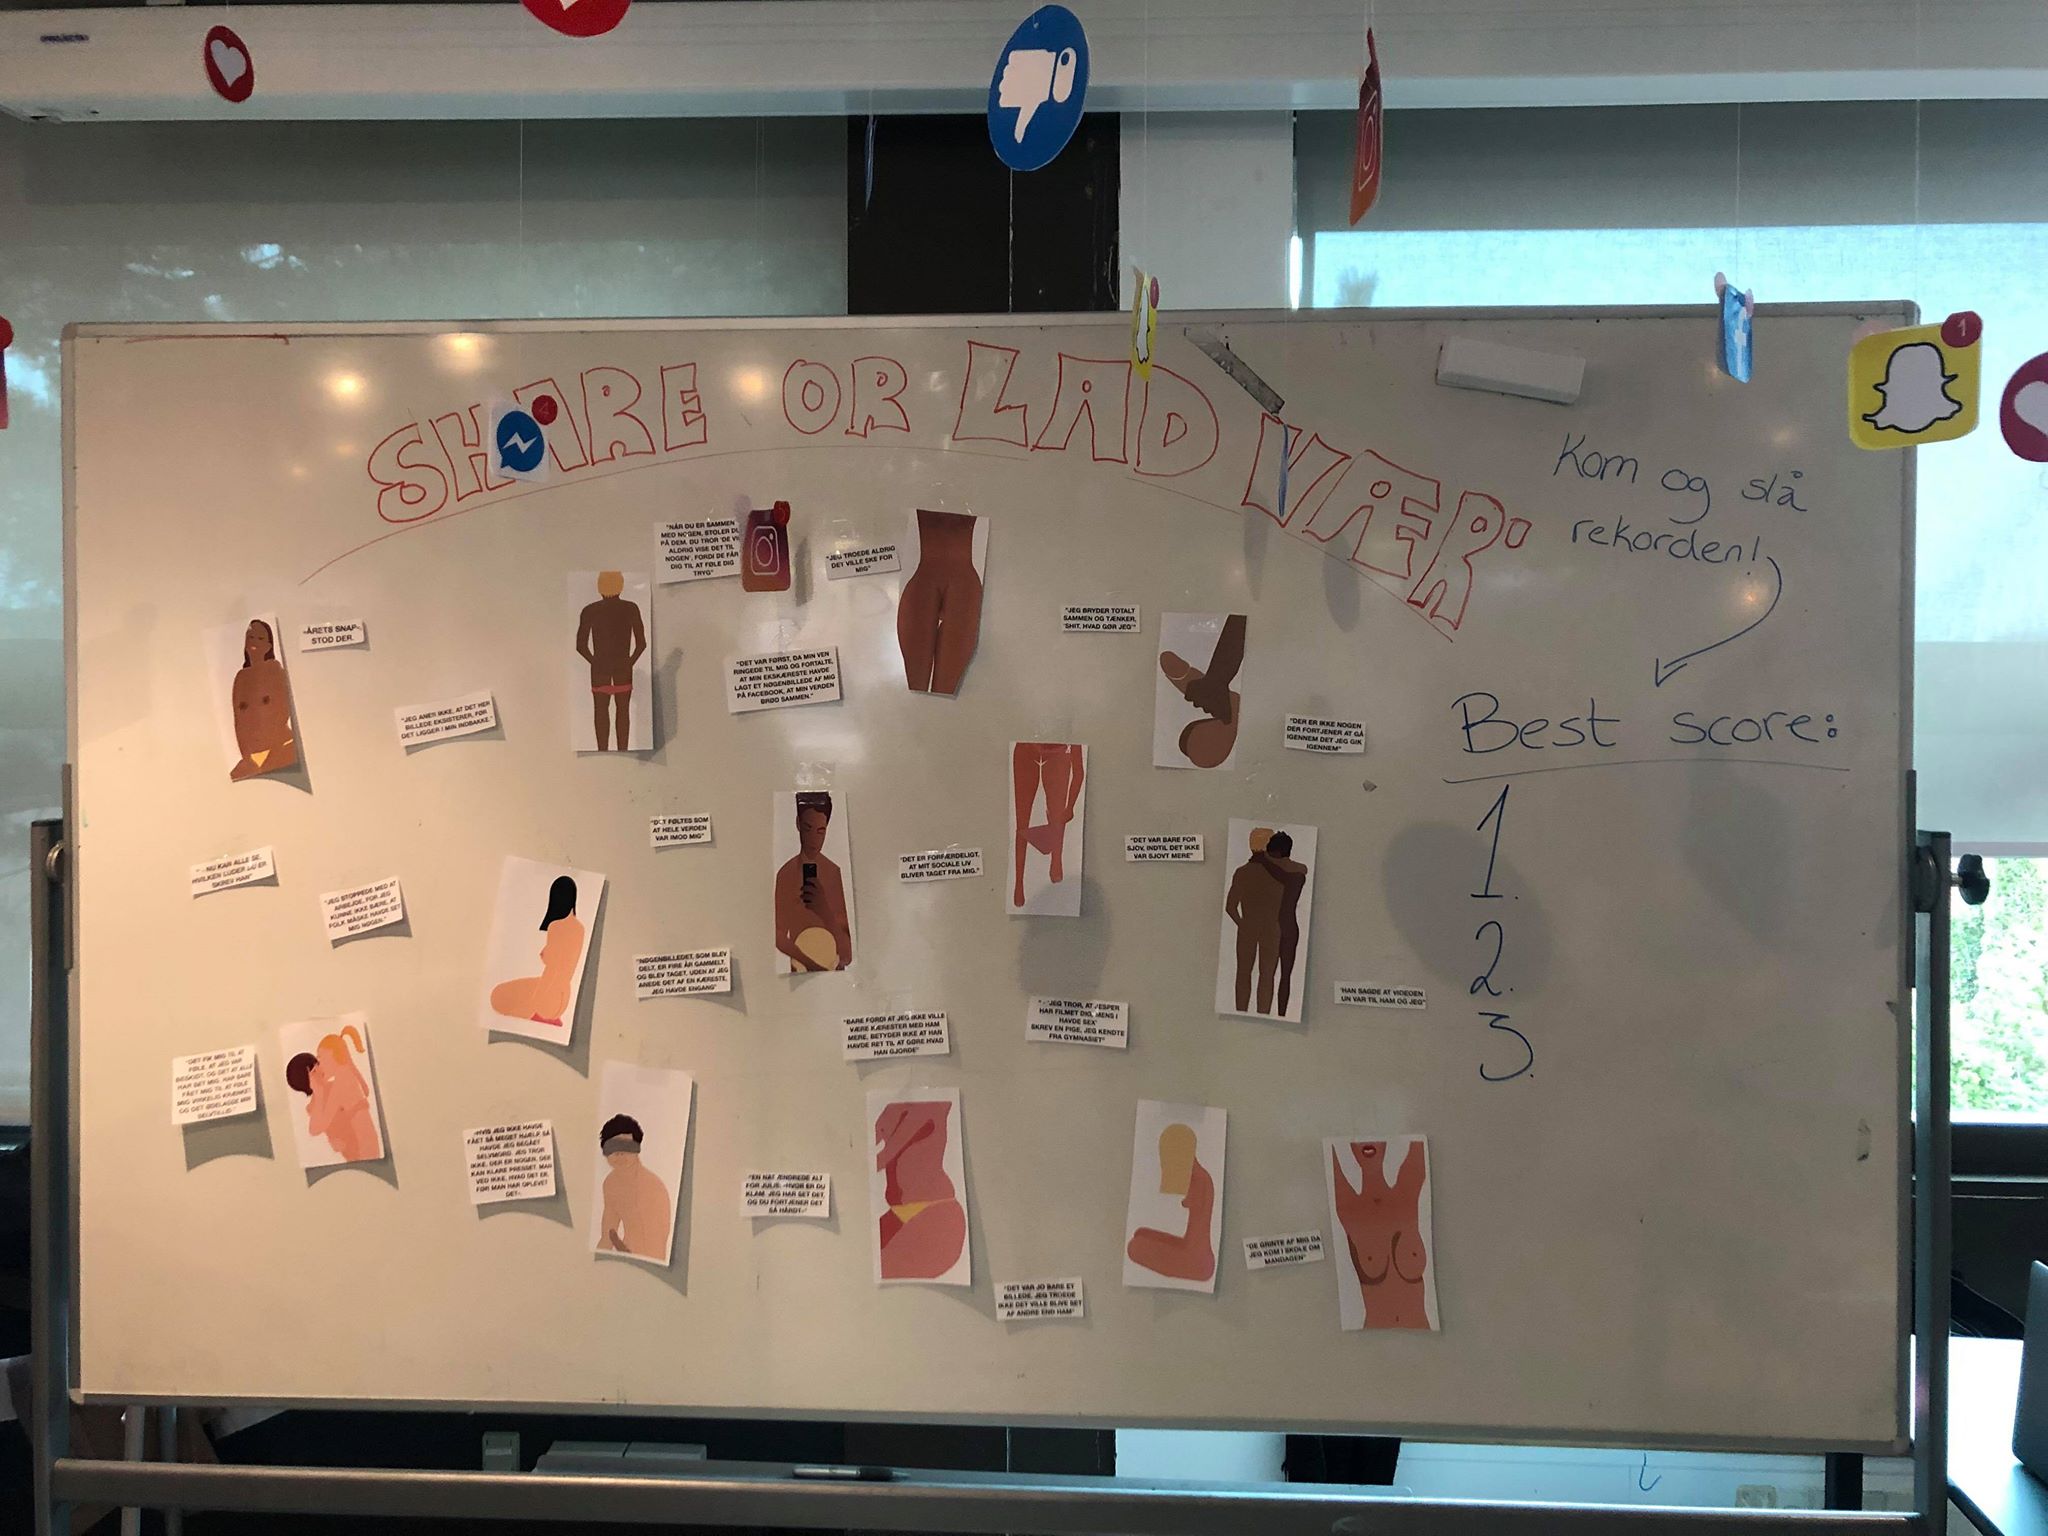 SHARE OR LAD VÆR
Kom og slå
rekorden!
Best score:
1.
2.
3.
"NÅR DU ER SAMMEN
MED NOGEN, STOLER DU
PÅ DEM. DU TROR 'DE VIL
ALDRIG VISE DET TIL
NOGEN', FORDI DE FÅR
DIG TIL AT FØLE DIG
TRYG"
"JEG TROEDE ALDRIG
DET VILLE SKE FOR
MIG"
"JEG BRYDER TOTALT
SAMMEN OG TÆNKER,
'SHIT, HVAD GØR JEG'"
"ÅRETS SNAP"
STOD DER.
"JEG ANER IKKE, AT DET HER
BILLEDE EKSISTERER, FØR
DET LIGGER I MIN INDBAKKE."
"DET VAR FØRST, DA MIN VEN
RINGEDE TIL MIG OG FORTALTE,
AT MIN EKSKÆRESTE HAVDE
LAGT ET NØGENBILLEDE AF MIG
PÅ FACEBOOK, AT MIN VERDEN
BRØD SAMMEN."
"DER ER IKKE NOGEN
DER FORTJENER AT GÅ
IGENNEM DET JEG GIK
IGENNEM"
"DET FØLTES SOM
AT HELE VERDEN
VAR IMOD MIG"
"DET ER FORFÆRDELIGT,
AT MIT SOCIALE LIV
BLIVER TAGET FRA MIG."
"DET VAR BARE FOR
SJOV, INDTIL DET IKKE
VAR SJOVT MERE"
NU KAN ALLE SE,
HVILKEN LUDER DU ER
SKREV HAN"
"JEG STOPPEDE MED AT
ARBEJDE, FOR JEG
KUNNE IKKE BÆRE, AT
FOLK MÅSKE HAVDE SET
MIG NØGEN."
"NØGENBILLEDET, SOM BLEV
DELT, ER FIRE ÅR GAMMELT,
OG BLEV TAGET, UDEN AT JEG
ANEDE DET AF EN KÆRESTE,
JEG HAVDE ENGANG"
"HAN SAGDE AT VIDEOEN
UN VAR TIL HAM OG JEG"
"BARE FORDI AT JEG IKKE VILLE
VÆRE KÆRESTER MED HAM
MERE, BETYDER IKKE AT HAN
HAVDE RET TIL AT GØRE HVAD
HAN GJORDE"
"JEG TROR, AT JESPER
HAR FILMET DIG, MENS I
HAVDE SEX'
SKREV EN PIGE, JEG KENDTE
FRA GYMNASIET"
"DET FIK MIG TIL AT
FØLE, AT JEG VAR
BESKIDT, OG DET AT ALLE
HAR SET MIG, HAR BARE
FÅET MIG TIL AT FØLE
MIG VIRKELIG KRÆNKET
OG DET ØDELAGDE MIN
SELVTILLID."
"HVIS JEG IKKE HAVDE
FÅET SÅ MEGET HJÆLP, SÅ
HAVDE JEG BEGÅET
SELVMORD. JEG TROR
IKKE, DER ER NOGEN, DER
KAN KLARE PRESSET. MAN
VED IKKE, HVAD DET ER,
FØR MAN HAR OPLEVET
DET".
"EN NAT ÆNDREDE ALT
FOR JULIE: «HVOR ER DU
KLAM. JEG HAR SET DET,
OG DU FORTJENER DET
SÅ HÅRDT»"
"DE GRINTE AF MIG DA
JEG KOM I SKOLE OM
MANDAGEN"
"DET VAR JO BARE ET
BILLEDE, JEG TROEDE
IKKE DET VILLE BLIVE SET
AF ANDRE END HAM"